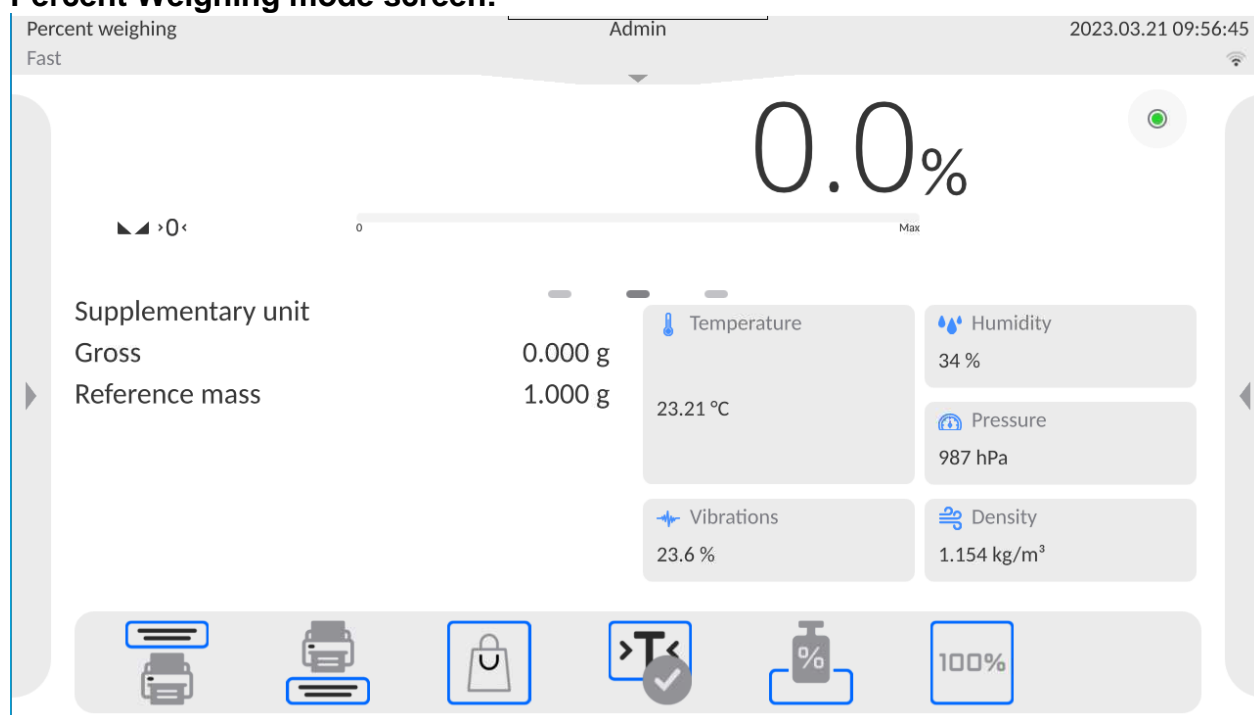 Percent Weighing mode screen:
Percent weighing Admin 2023.03.21 09:56:45
Fast
0.0%
>0<
0 Max
Supplementary unit
Gross 0.000 g
Reference mass 1.000 g
Temperature
23.21 °C
Humidity
34 %
Pressure
987 hPa
Vibrations
23.6 %
Density
1.154 kg/m³
>T<
%
100%